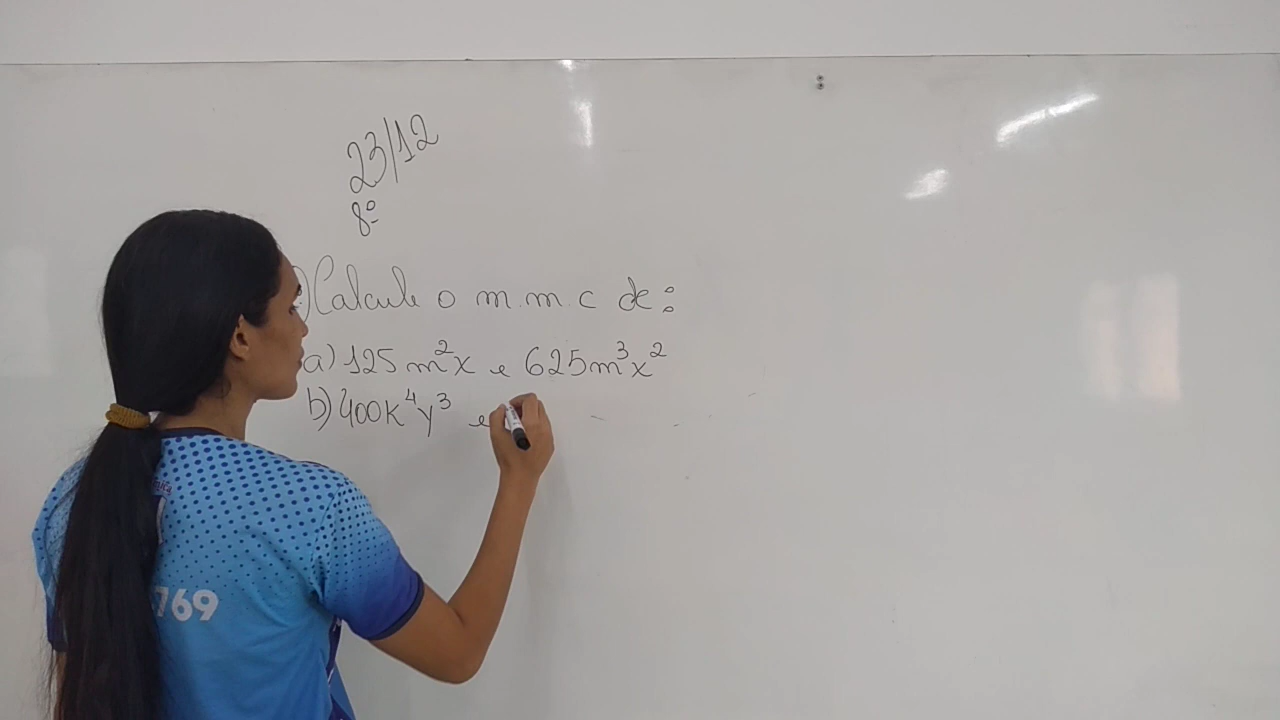 23/12
8º
)Calcule o m.m.c de:
a) 125m²x e 625m³x²
b) 400k⁴y³ e
769